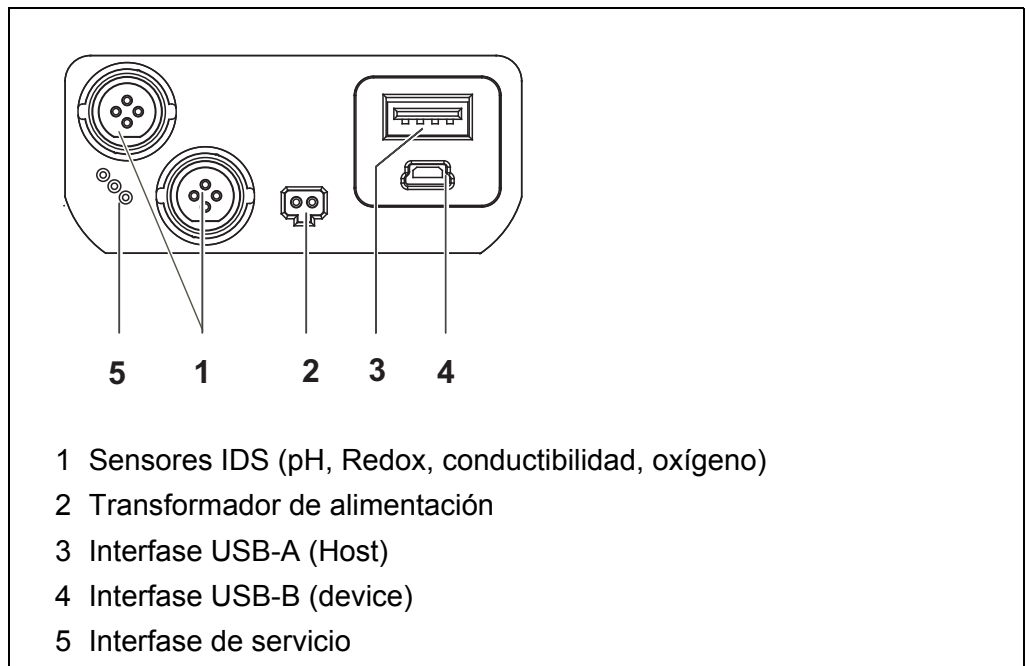 5 1 2 3 4
1 Sensores IDS (pH, Redox, conductibilidad, oxígeno)
2 Transformador de alimentación
3 Interfase USB-A (Host)
4 Interfase USB-B (device)
5 Interfase de servicio